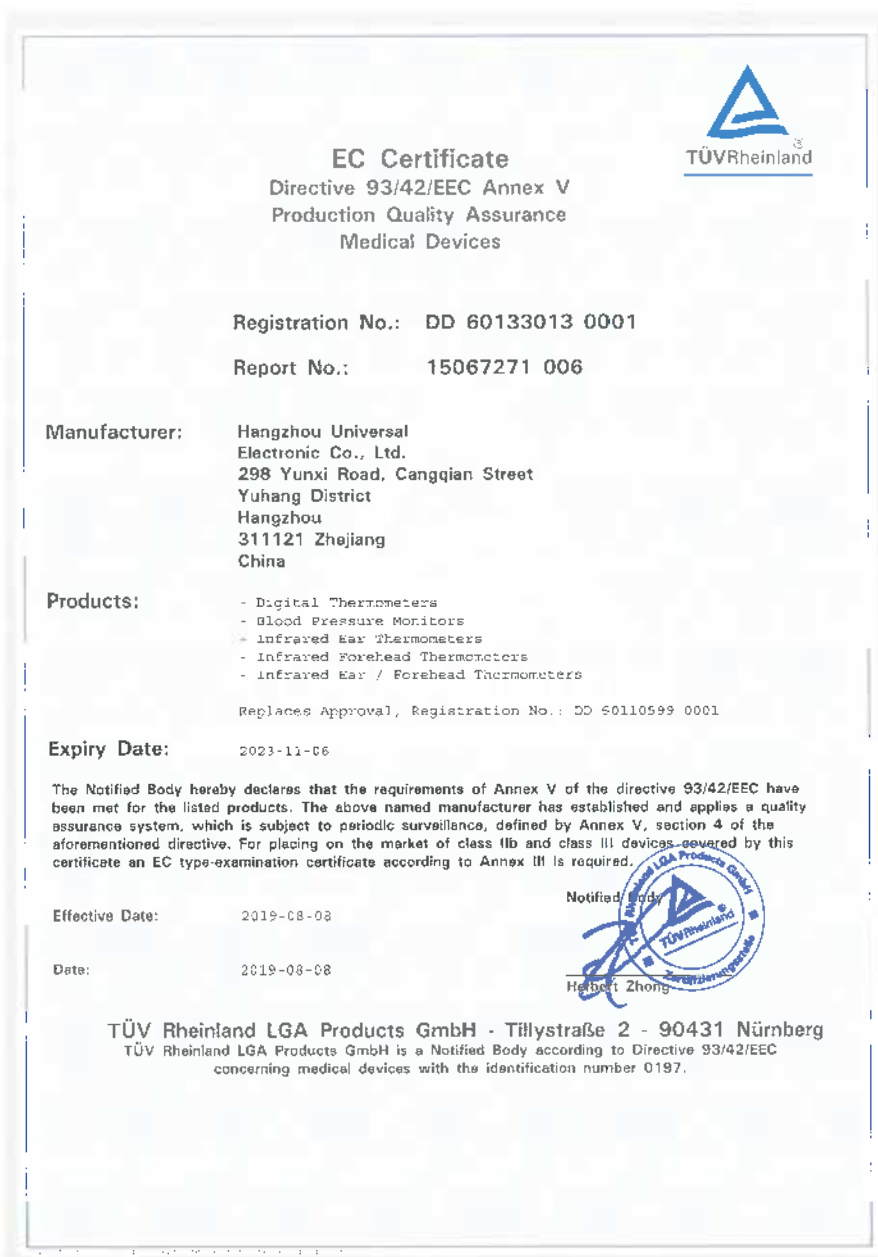 TÜVRheinland
®
EC Certificate
Directive 93/42/EEC Annex V
Production Quality Assurance
Medical Devices
Registration No.: DD 60133013 0001
Report No.: 15067271 006
Manufacturer: Hangzhou Universal
Electronic Co., Ltd.
298 Yunxi Road, Cangqian Street
Yuhang District
Hangzhou
311121 Zhejiang
China
Products: - Digital Thermometers
- Blood Pressure Monitors
- Infrared Ear Thermometers
- Infrared Forehead Thermometers
- Infrared Ear / Forehead Thermometers
Replaces Approval, Registration No.: DD 60110599 0001
Expiry Date: 2023-11-06
The Notified Body hereby declares that the requirements of Annex V of the directive 93/42/EEC have
been met for the listed products. The above named manufacturer has established and applies a quality
assurance system, which is subject to periodic surveillance, defined by Annex V, section 4 of the
aforementioned directive. For placing on the market of class IIb and class III devices covered by this
certificate an EC type-examination certificate according to Annex III is required.
Notified Body
Effective Date: 2019-08-08
Date: 2019-08-08
Rheinland LGA Products GmbH
TÜVRheinland
Zertifizierungsstelle
Herbert Zhong
TÜV Rheinland LGA Products GmbH - Tillystraße 2 - 90431 Nürnberg
TÜV Rheinland LGA Products GmbH is a Notified Body according to Directive 93/42/EEC
concerning medical devices with the identification number 0197.